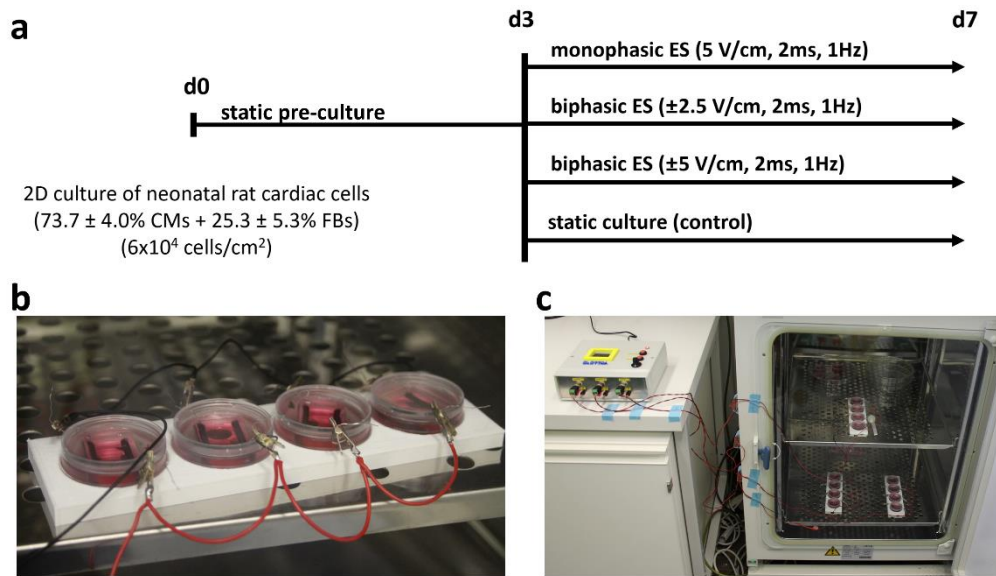 a
d3
d7
monophasic ES (5 V/cm, 2ms, 1Hz)
d0
static pre-culture
biphasic ES (±2.5 V/cm, 2ms, 1Hz)
biphasic ES (±5 V/cm, 2ms, 1Hz)
2D culture of neonatal rat cardiac cells
(73.7 ± 4.0% CMs + 25.3 ± 5.3% FBs)
(6x10⁴ cells/cm²)
static culture (control)
b
c